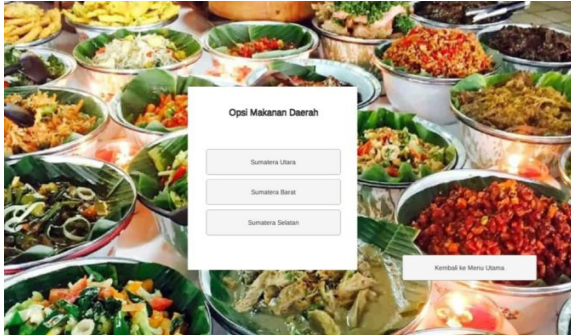 Opsi Makanan Daerah
Sumatera Utara
Sumatera Barat
Sumatera Selatan
Kembali ke Menu Utama